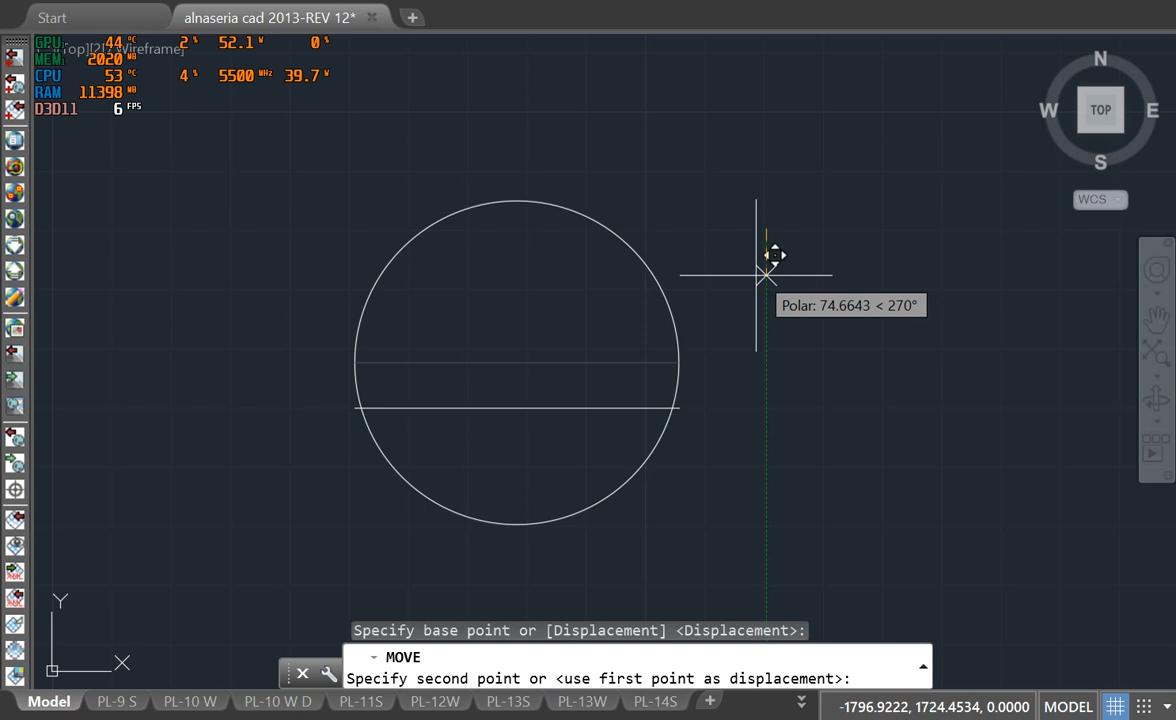 Start
alnaseria cad 2013-REV 12*
GPU 44 °C 2 % 52.1 W 0 %
Top][2D Wireframe]
MEM 2020 MB
CPU 53 °C 4 % 5500 MHz 39.7 W
RAM 11398 MB
D3D11 6 FPS
N
W TOP E
S
WCS
Polar: 74.6643 < 270°
Y
X
Specify base point or [Displacement] <Displacement>:
MOVE
Specify second point or <use first point as displacement>:
Model PL-9 S PL-10 W PL-10 W D PL-11S PL-12W PL-13S PL-13W PL-14S
-1796.9222, 1724.4534, 0.0000 MODEL